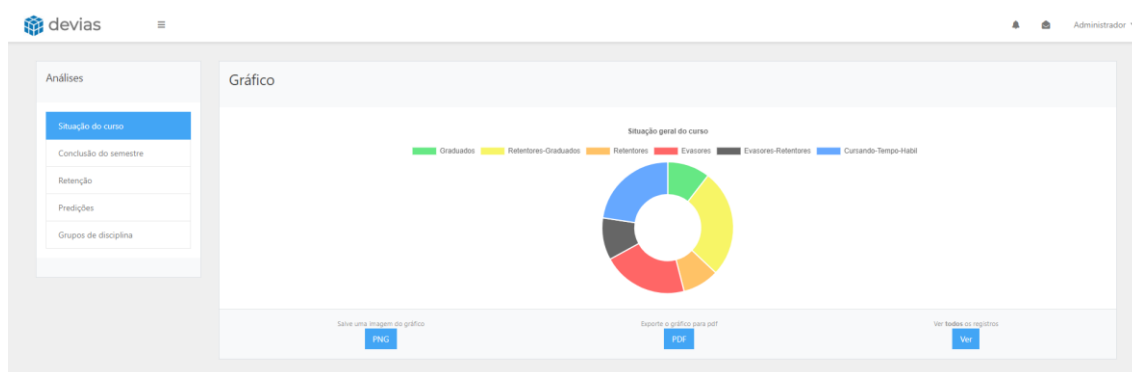 devias
Administrador
Análises
Situação do curso
Conclusão do semestre
Retenção
Predições
Grupos de disciplina
Gráfico
Situação geral do curso
Graduados Retentores-Graduados Retentores Evasores Evasores-Retentores Cursando-Tempo-Habil
Salve uma imagem do gráfico
PNG
Exporte o gráfico para pdf
PDF
Ver todos os registros
Ver